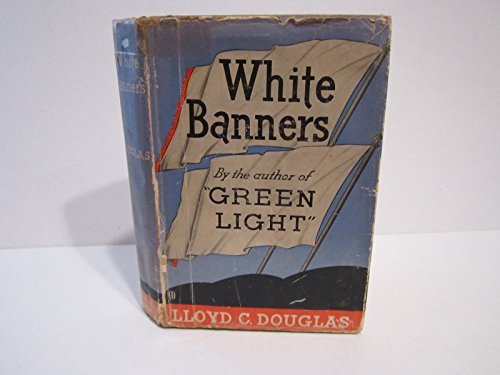 White
Banners
DOUGLAS
White
Banners
By the author of
"GREEN
LIGHT"
LLOYD C. DOUGLAS